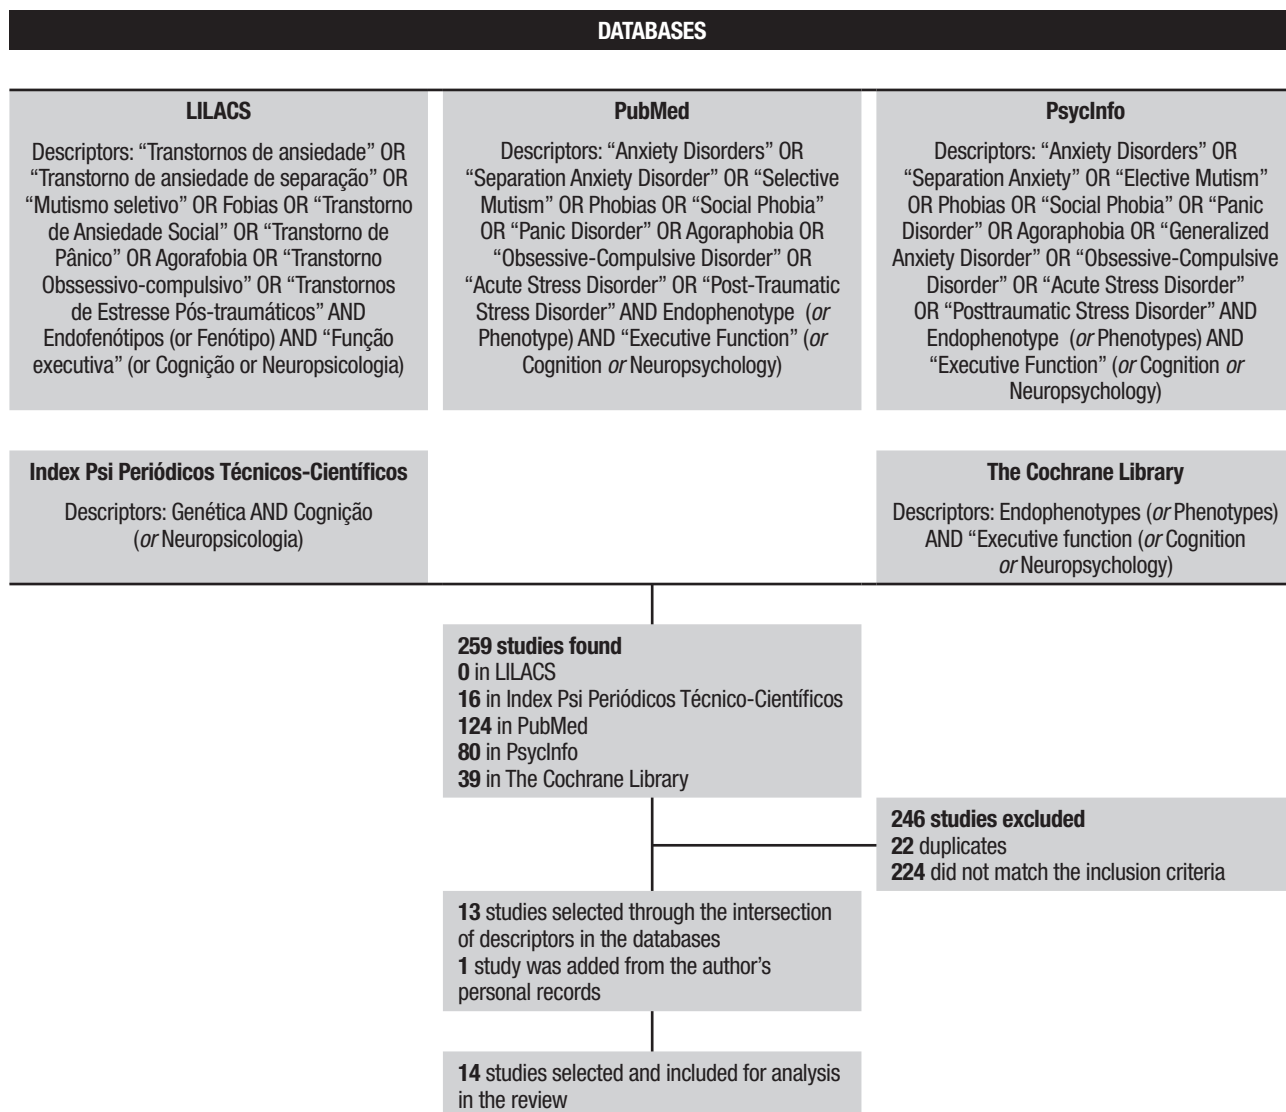 DATABASES
LILACS
Descriptors: “Transtornos de ansiedade” OR
“Transtorno de ansiedade de separação” OR
“Mutismo seletivo” OR Fobias OR “Transtorno
de Ansiedade Social” OR “Transtorno de
Pânico” OR Agorafobia OR “Transtorno
Obssessivo-compulsivo” OR “Transtornos
de Estresse Pós-traumáticos” AND
Endofenótipos (or Fenótipo) AND “Função
executiva” (or Cognição or Neuropsicologia)
PubMed
Descriptors: “Anxiety Disorders” OR
“Separation Anxiety Disorder” OR “Selective
Mutism” OR Phobias OR “Social Phobia”
OR “Panic Disorder” OR Agoraphobia OR
“Obsessive-Compulsive Disorder” OR
“Acute Stress Disorder” OR “Post-Traumatic
Stress Disorder” AND Endophenotype (or
Phenotype) AND “Executive Function” (or
Cognition or Neuropsychology)
PsycInfo
Descriptors: “Anxiety Disorders” OR
“Separation Anxiety” OR “Elective Mutism”
OR Phobias OR “Social Phobia” OR “Panic
Disorder” OR Agoraphobia OR “Generalized
Anxiety Disorder” OR “Obsessive-Compulsive
Disorder” OR “Acute Stress Disorder”
OR “Posttraumatic Stress Disorder” AND
Endophenotype (or Phenotypes) AND
“Executive Function” (or Cognition or
Neuropsychology)
Index Psi Periódicos Técnicos-Científicos
Descriptors: Genética AND Cognição
(or Neuropsicologia)
The Cochrane Library
Descriptors: Endophenotypes (or Phenotypes)
AND “Executive function (or Cognition
or Neuropsychology)
259 studies found
0 in LILACS
16 in Index Psi Periódicos Técnico-Científicos
124 in PubMed
80 in PsycInfo
39 in The Cochrane Library
246 studies excluded
22 duplicates
224 did not match the inclusion criteria
13 studies selected through the intersection
of descriptors in the databases
1 study was added from the author’s
personal records
14 studies selected and included for analysis
in the review